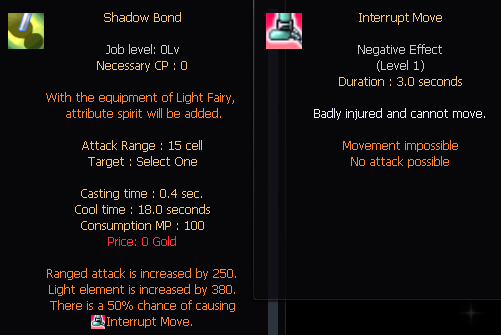 Shadow Bond
Job level: 0Lv
Necessary CP : 0
With the equipment of Light Fairy,
attribute spirit will be added.
Attack Range : 15 cell
Target : Select One
Casting time : 0.4 sec.
Cool time : 18.0 seconds
Consumption MP : 100
Price: 0 Gold
Ranged attack is increased by 250.
Light element is increased by 380.
There is a 50% chance of causing
Interrupt Move.
Interrupt Move
Negative Effect
(Level 1)
Duration : 3.0 seconds
Badly injured and cannot move.
Movement impossible
No attack possible